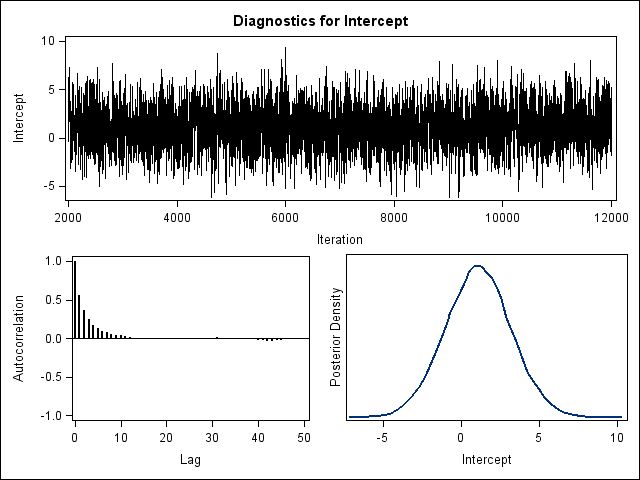 Diagnostics for Intercept
Intercept
10
5
0
-5
2000 4000 6000 8000 10000 12000
Iteration
Autocorrelation
1.0
0.5
0.0
-0.5
-1.0
0 10 20 30 40 50
Lag
Posterior Density
-5 0 5 10
Intercept